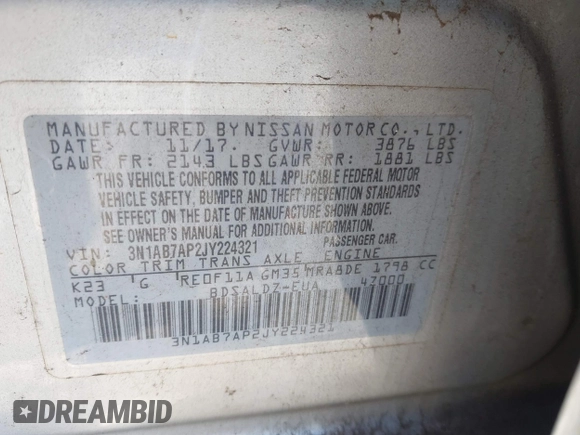 MANUFACTURED BY NISSAN MOTOR CO., LTD.
DATE: 11/17. GVWR: 3876 LBS
GAWR FR: 2143 LBS GAWR RR: 1881 LBS
THIS VEHICLE CONFORMS TO ALL APPLICABLE FEDERAL MOTOR
VEHICLE SAFETY, BUMPER AND THEFT PREVENTION STANDARDS
IN EFFECT ON THE DATE OF MANUFACTURE SHOWN ABOVE.
SEE OWNER'S MANUAL FOR ADDITIONAL INFORMATION.
VIN: 3N1AB7AP2JY224321 PASSENGER CAR.
COLOR TRIM TRANS AXLE ENGINE
K23 G RE0F11A GM35 MRA8DE 1798 CC
MODEL: BDSALDZ-EUA 4Z000
3N1AB7AP2JY224321
DREAMBID